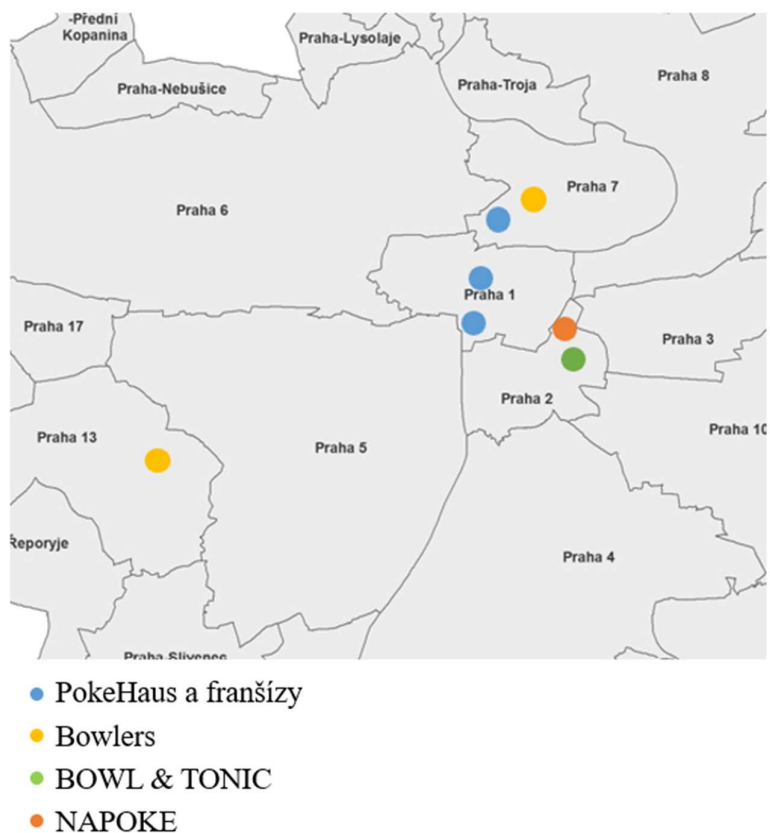 -Přední
Kopanina
Praha-Lysolaje
Praha-Nebušice
Praha-Troja
Praha 8
Praha 6
Praha 7
Praha 1
Praha 17
Praha 3
Praha 2
Praha 13
Praha 5
Praha 10
Řeporyje
Praha 4
Praha-Slivenec
PokeHaus a franšízy
Bowlers
BOWL & TONIC
NAPOKE